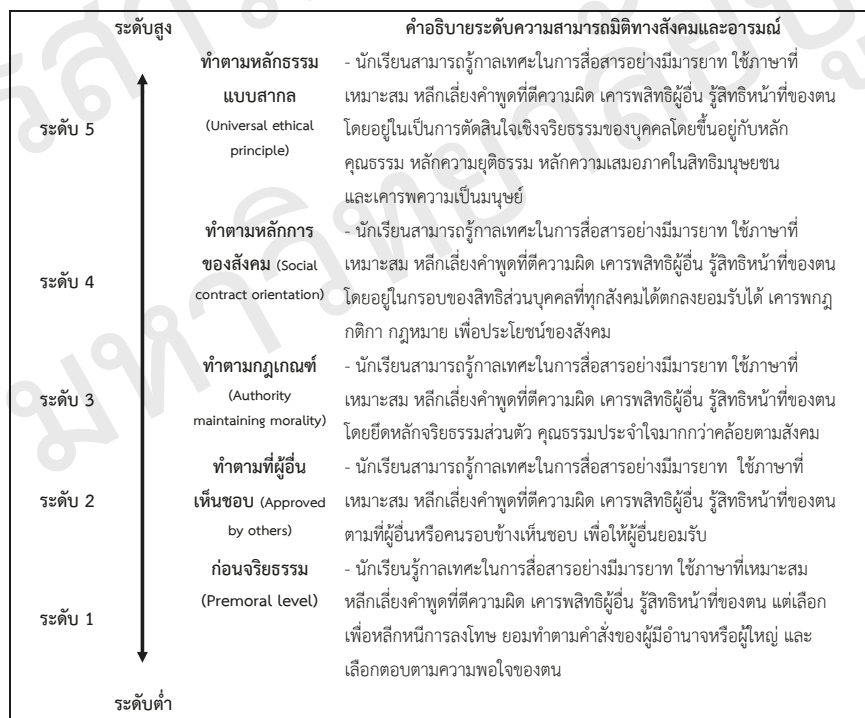 ระดับสูง คำอธิบายระดับความสามารถมิติทางสังคมและอารมณ์
ทำตามหลักธรรม - นักเรียนสามารถรู้กาลเทศะในการสื่อสารอย่างมีมารยาท ใช้ภาษาที่
แบบสากล เหมาะสม หลีกเลี่ยงคำพูดที่ตีความผิด เคารพสิทธิผู้อื่น รู้สิทธิหน้าที่ของตน
ระดับ 5 (Universal ethical โดยอยู่ในเป็นการตัดสินใจเชิงจริยธรรมของบุคคลโดยขึ้นอยู่กับหลัก
principle) คุณธรรม หลักความยุติธรรม หลักความเสมอภาคในสิทธิมนุษยชน
และเคารพความเป็นมนุษย์
ทำตามหลักการ - นักเรียนสามารถรู้กาลเทศะในการสื่อสารอย่างมีมารยาท ใช้ภาษาที่
ระดับ 4 ของสังคม (Social เหมาะสม หลีกเลี่ยงคำพูดที่ตีความผิด เคารพสิทธิผู้อื่น รู้สิทธิหน้าที่ของตน
contract orientation) โดยอยู่ในกรอบของสิทธิส่วนบุคคลที่ทุกสังคมได้ตกลงยอมรับได้ เคารพกฎ
กติกา กฎหมาย เพื่อประโยชน์ของสังคม
ทำตามกฎเกณฑ์ - นักเรียนสามารถรู้กาลเทศะในการสื่อสารอย่างมีมารยาท ใช้ภาษาที่
ระดับ 3 (Authority เหมาะสม หลีกเลี่ยงคำพูดที่ตีความผิด เคารพสิทธิผู้อื่น รู้สิทธิหน้าที่ของตน
maintaining morality) โดยยึดหลักจริยธรรมส่วนตัว คุณธรรมประจำใจมากกว่าคล้อยตามสังคม
ทำตามที่ผู้อื่น - นักเรียนสามารถรู้กาลเทศะในการสื่อสารอย่างมีมารยาท ใช้ภาษาที่
ระดับ 2 เห็นชอบ (Approved เหมาะสม หลีกเลี่ยงคำพูดที่ตีความผิด เคารพสิทธิผู้อื่น รู้สิทธิหน้าที่ของตน
by others) ตามที่ผู้อื่นหรือคนรอบข้างเห็นชอบ เพื่อให้ผู้อื่นยอมรับ
ก่อนจริยธรรม - นักเรียนรู้กาลเทศะในการสื่อสารอย่างมีมารยาท ใช้ภาษาที่เหมาะสม
(Premoral level) หลีกเลี่ยงคำพูดที่ตีความผิด เคารพสิทธิผู้อื่น รู้สิทธิหน้าที่ของตน แต่เลือก
ระดับ 1 เพื่อหลีกหนีการลงโทษ ยอมทำตามคำสั่งของผู้มีอำนาจหรือผู้ใหญ่ และ
เลือกตอบตามความพอใจของตน
ระดับต่ำ